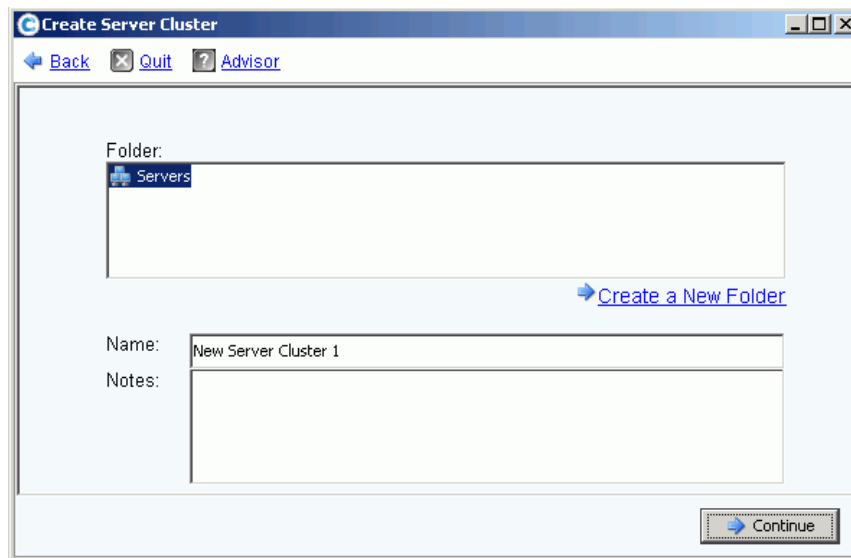 Create Server Cluster
Back Quit Advisor
Folder:
Servers
Create a New Folder
Name: New Server Cluster 1
Notes:
Continue